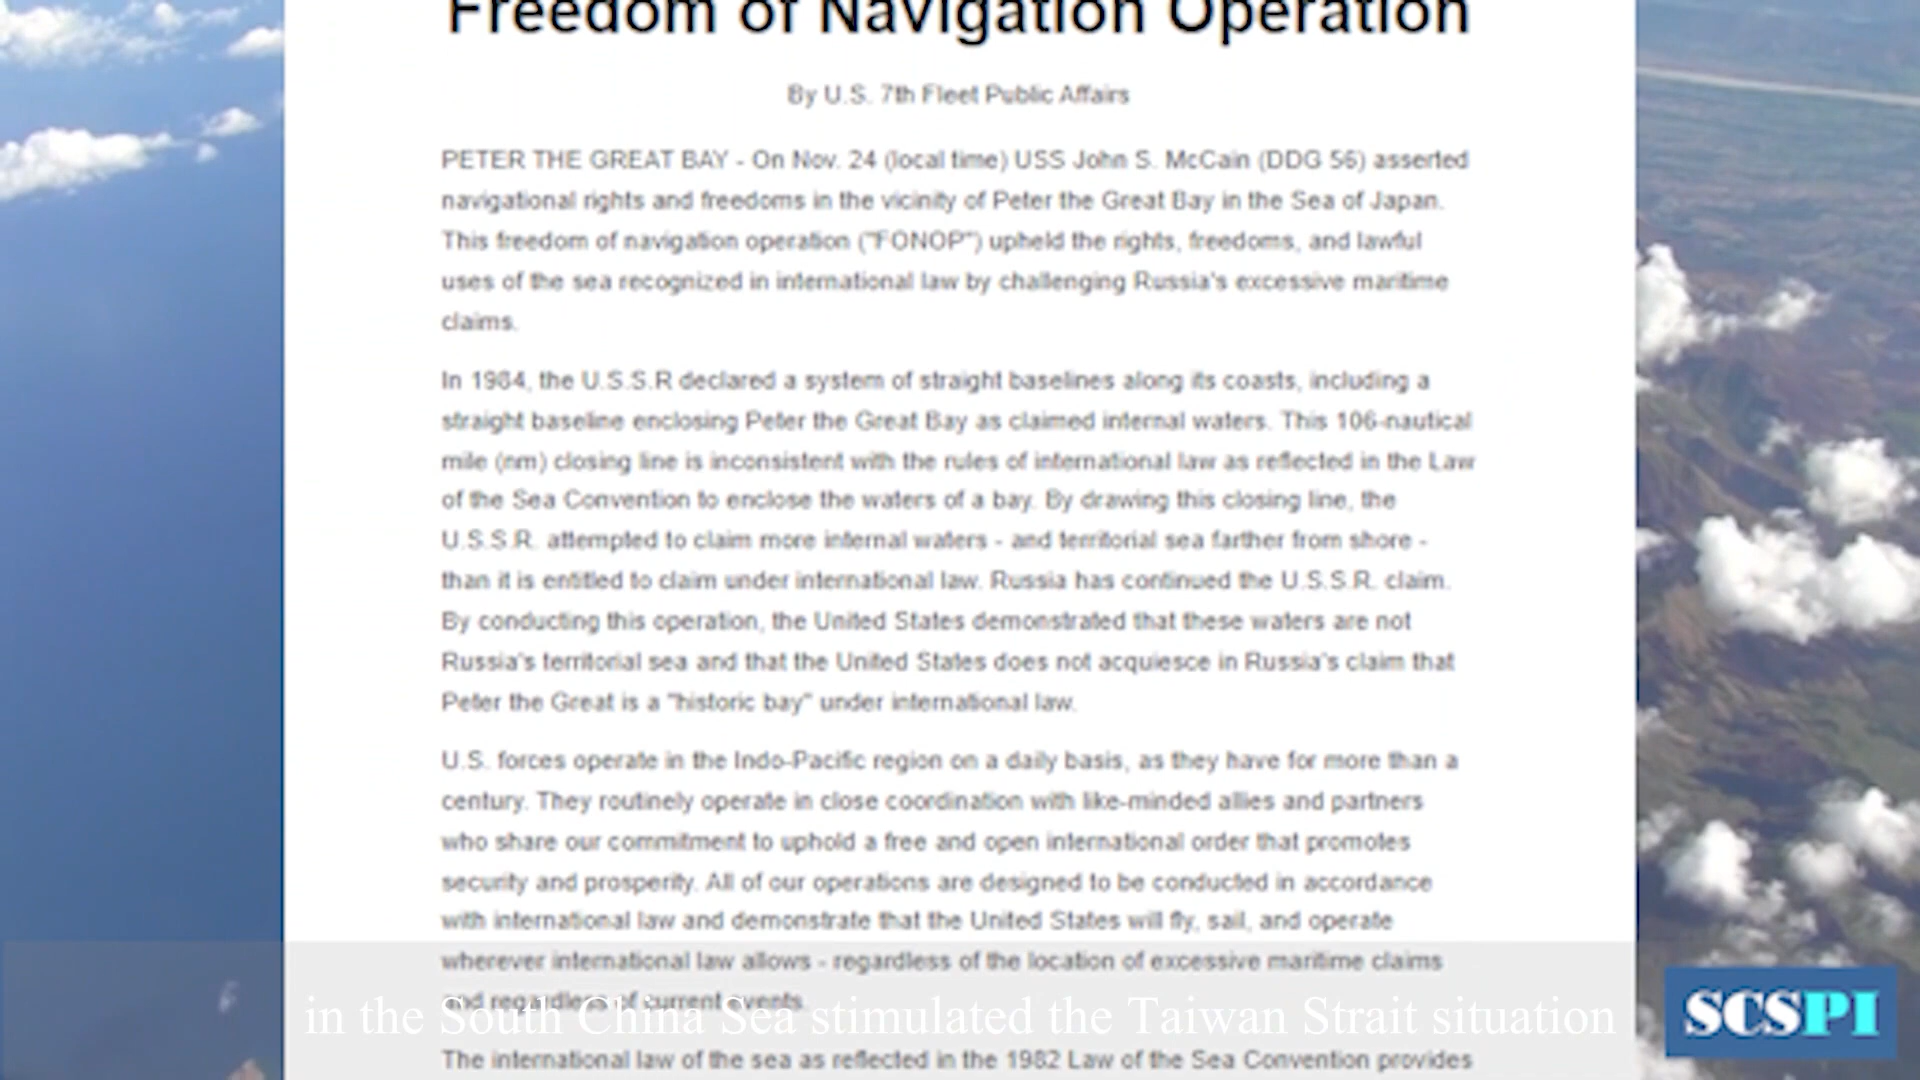 Freedom of Navigation Operation
By U.S. 7th Fleet Public Affairs
PETER THE GREAT BAY - On Nov. 24 (local time) USS John S. McCain (DDG 56) asserted
navigational rights and freedoms in the vicinity of Peter the Great Bay in the Sea of Japan.
This freedom of navigation operation ("FONOP") upheld the rights, freedoms, and lawful
uses of the sea recognized in international law by challenging Russia's excessive maritime
claims.
In 1984, the U.S.S.R declared a system of straight baselines along its coasts, including a
straight baseline enclosing Peter the Great Bay as claimed internal waters. This 106-nautical
mile (nm) closing line is inconsistent with the rules of international law as reflected in the Law
of the Sea Convention to enclose the waters of a bay. By drawing this closing line, the
U.S.S.R. attempted to claim more internal waters - and territorial sea farther from shore -
than it is entitled to claim under international law. Russia has continued the U.S.S.R. claim.
By conducting this operation, the United States demonstrated that these waters are not
Russia's territorial sea and that the United States does not acquiesce in Russia's claim that
Peter the Great is a "historic bay" under international law.
U.S. forces operate in the Indo-Pacific region on a daily basis, as they have for more than a
century. They routinely operate in close coordination with like-minded allies and partners
who share our commitment to uphold a free and open international order that promotes
security and prosperity. All of our operations are designed to be conducted in accordance
with international law and demonstrate that the United States will fly, sail, and operate
wherever international law allows - regardless of the location of excessive maritime claims
and regardless of current events.
in the South China Sea stimulated the Taiwan Strait situation
SCSPI
The international law of the sea as reflected in the 1982 Law of the Sea Convention provides